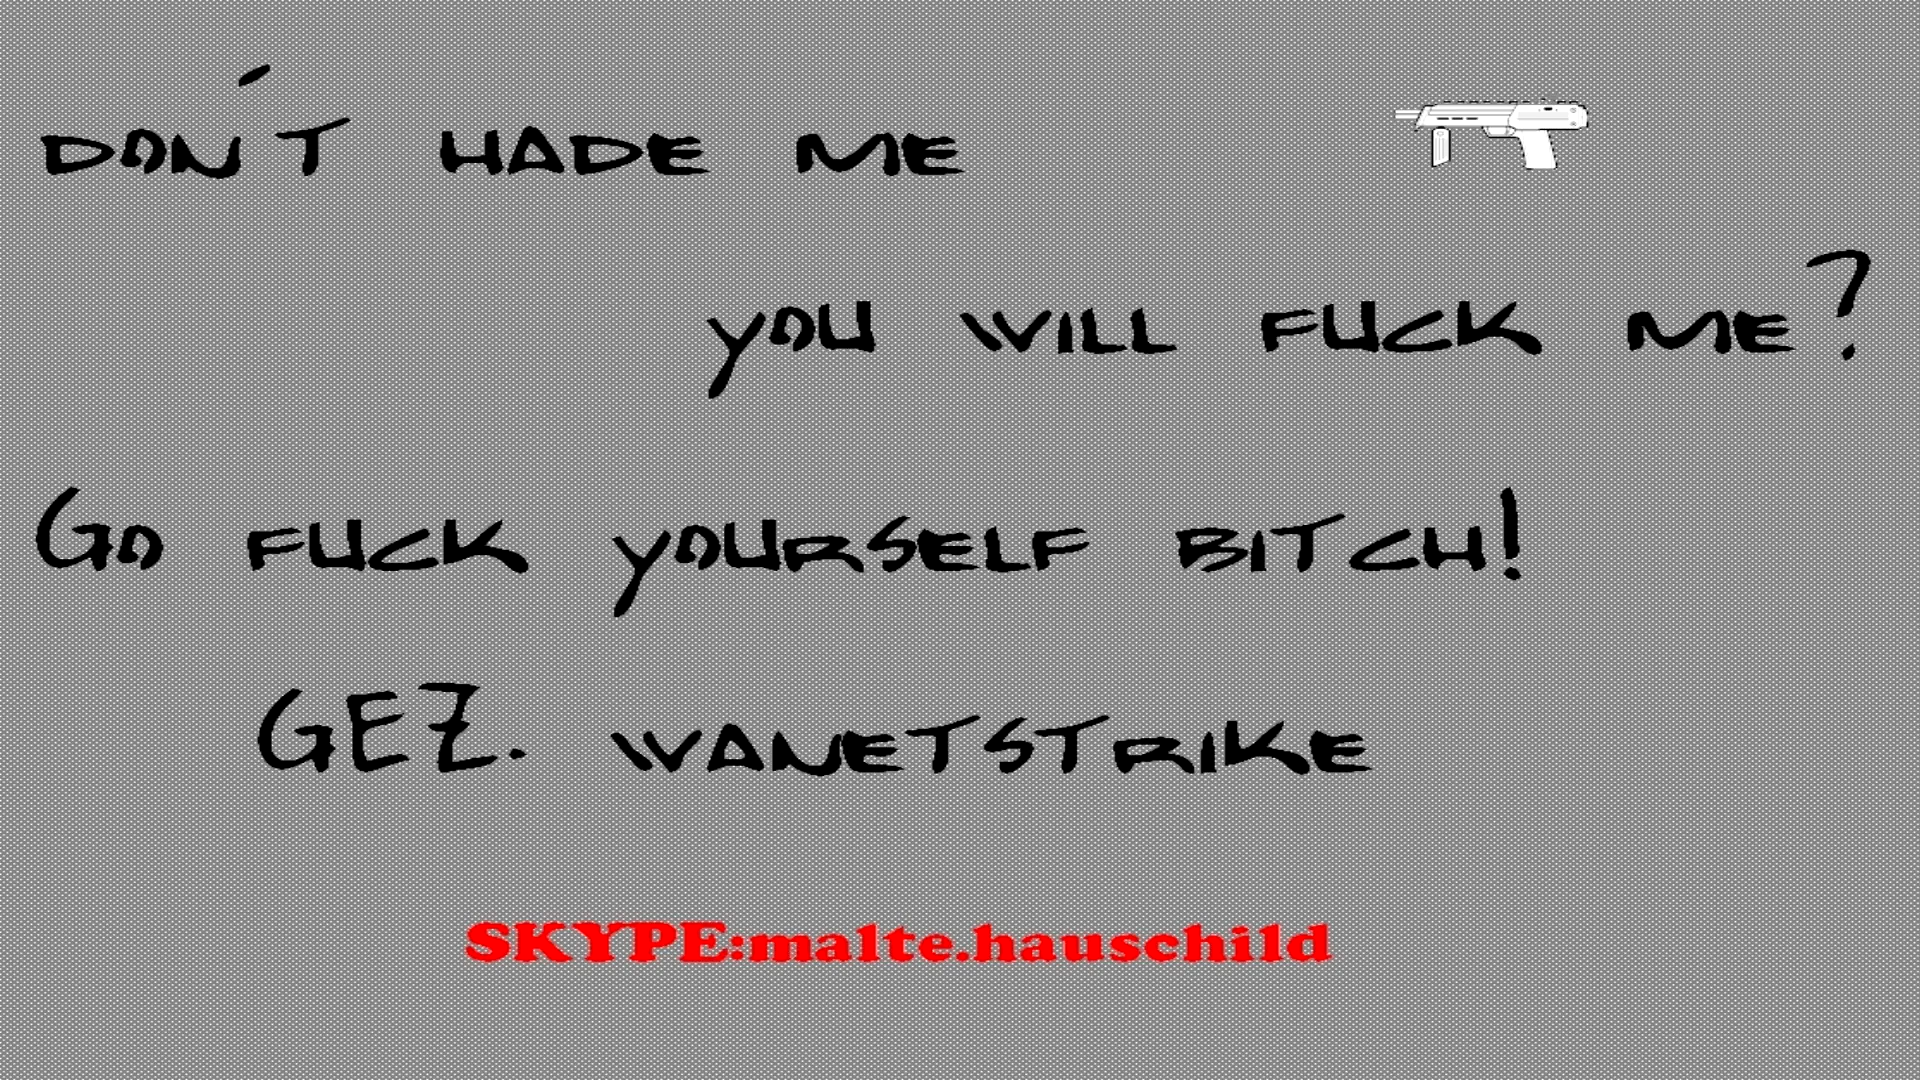 DON´T HADE ME
YOU WILL FUCK ME?
GO FUCK YOURSELF BITCH!
GEZ. WANETSTRIKE
SKYPE:malte.hauschild